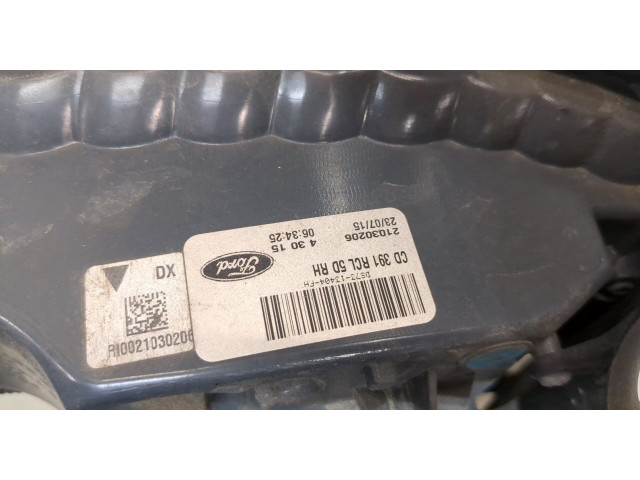 21030206
23/07/15
4 30 15
06:34:25
Ford
CD 391 RCL 5D RH
DS73-13404-FH
DX
RI0021030206